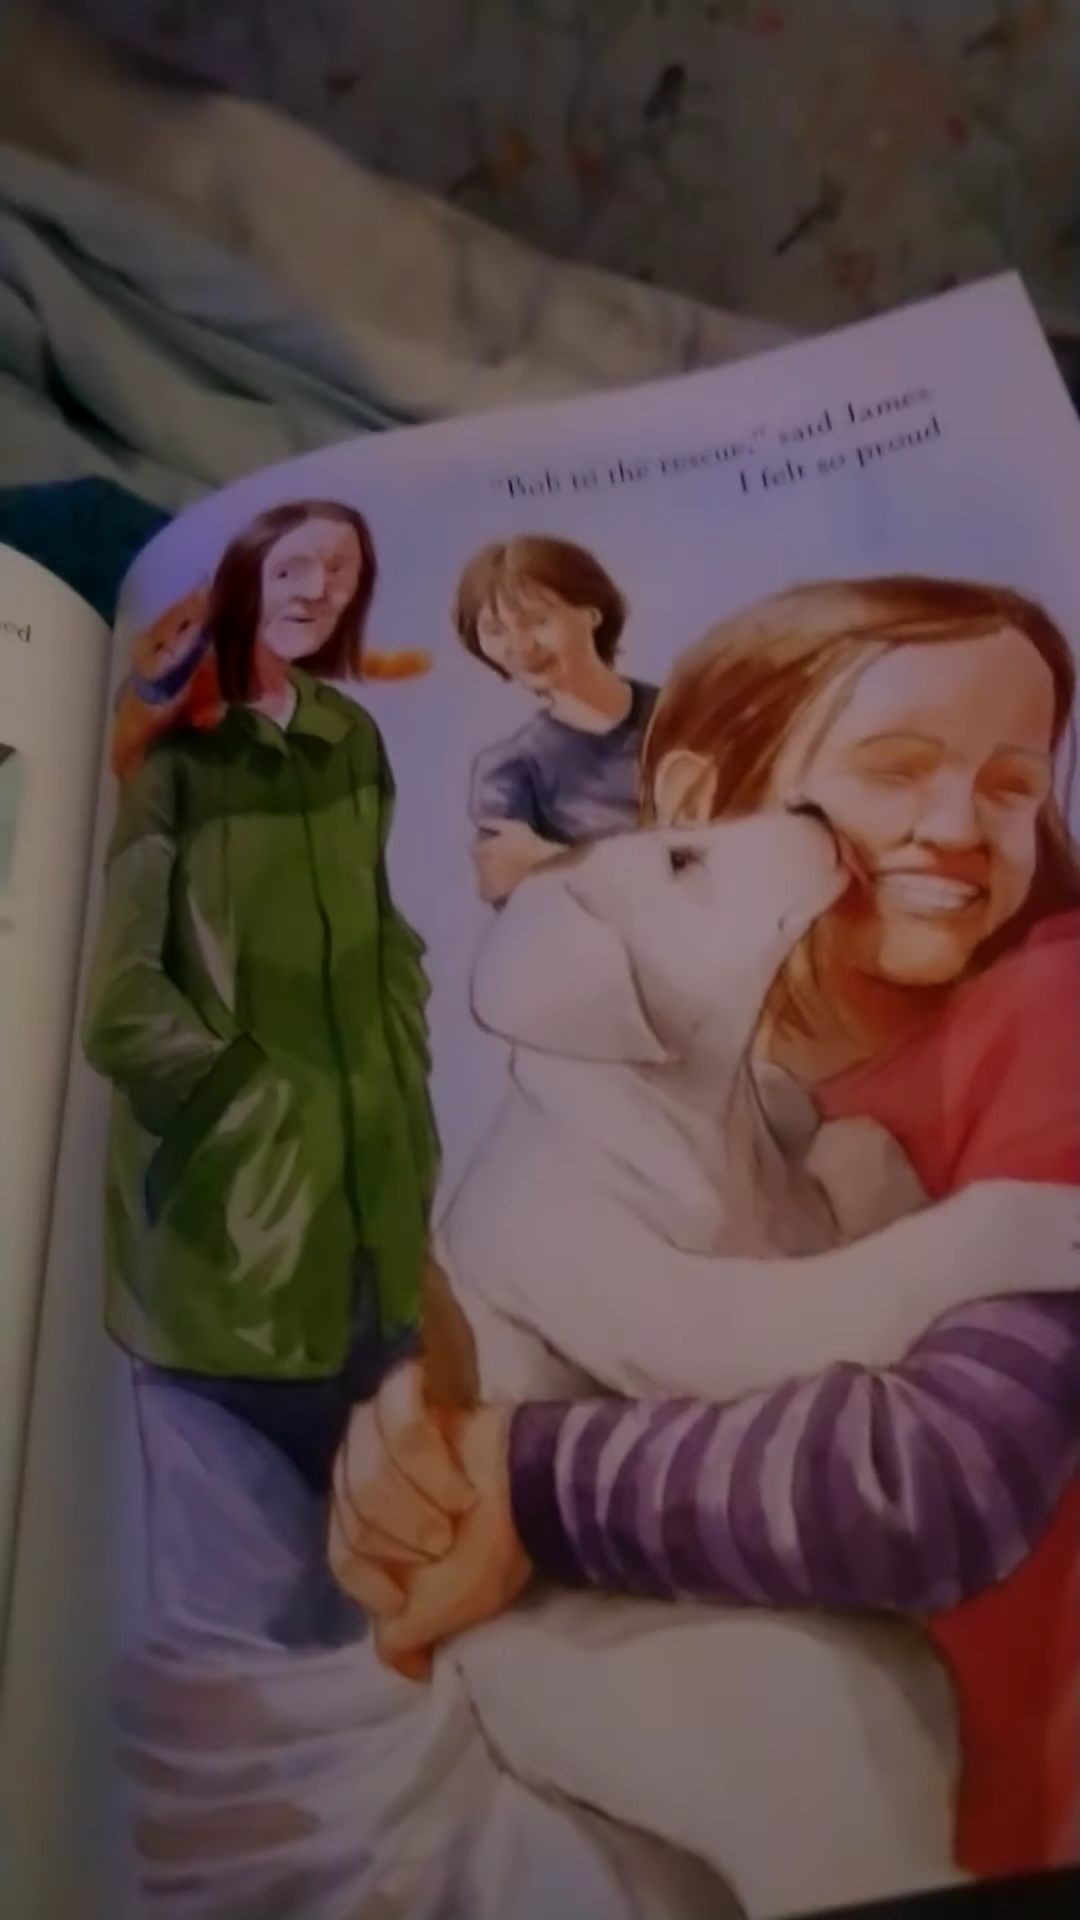 "Bob to the rescue," said James
I felt so proud